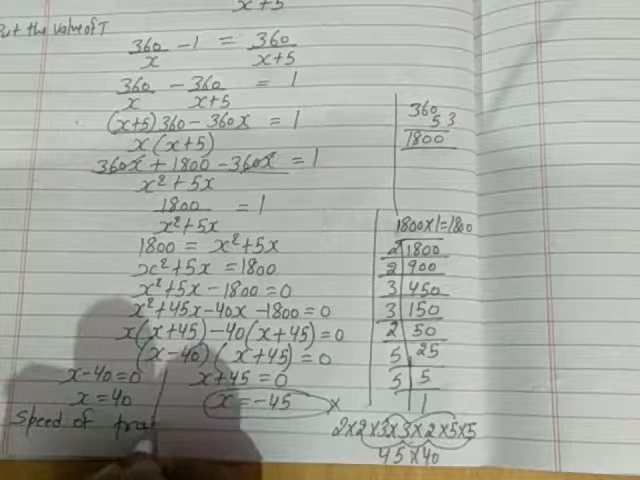 x+5
Put the value of T
360/x - 1 = 360/x+5
360/x - 360/x+5 = 1
(x+5)360 - 360x / x(x+5) = 1
360x + 1800 - 360x / x² + 5x = 1
1800 / x² + 5x = 1
1800 = x² + 5x
x² + 5x = 1800
x² + 5x - 1800 = 0
x² + 45x - 40x - 1800 = 0
x(x+45) - 40(x+45) = 0
(x-40) (x+45) = 0
x-40=0 x+45=0
x=40 x=-45 ×
Speed of
360
53
1800
1800×1=1800
2 1800
2 900
3 450
3 150
2 50
5 25
5 5
1
2×2×3×3×2×5×5
45×40